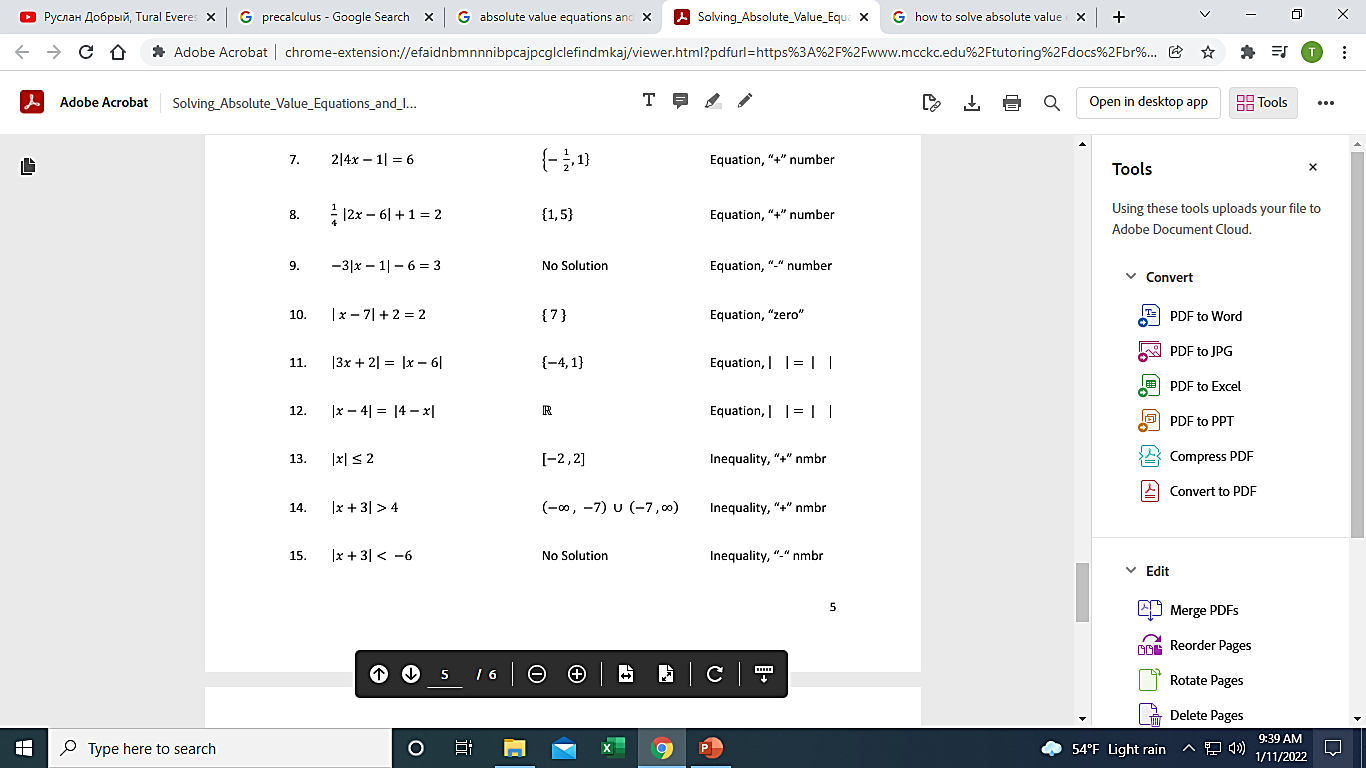 Руслан Добрый, Tural Everes
precalculus - Google Search
absolute value equations and
Solving_Absolute_Value_Equa
how to solve absolute value
Adobe Acrobat
chrome-extension://efaidnbmnnnibpcajpcglclefindmkaj/viewer.html?pdfurl=https%3A%2F%2Fwww.mcckc.edu%2Ftutoring%2Fdocs%2Fbr%...
T
Adobe Acrobat
Solving_Absolute_Value_Equations_and_I...
Open in desktop app
Tools
7. 2|4x − 1| = 6 {− 1/2, 1} Equation, “+” number
8. 1/4 |2x − 6| + 1 = 2 {1, 5} Equation, “+” number
9. −3|x − 1| − 6 = 3 No Solution Equation, “-“ number
10. | x − 7| + 2 = 2 { 7 } Equation, “zero”
11. |3x + 2| = |x − 6| {−4, 1} Equation, | | = | |
12. |x − 4| = |4 − x| ℝ Equation, | | = | |
13. |x| ≤ 2 [−2 , 2] Inequality, “+” nmbr
14. |x + 3| > 4 (−∞ , −7) ∪ (−7 , ∞) Inequality, “+” nmbr
15. |x + 3| < −6 No Solution Inequality, “-“ nmbr
5
5 / 6
Tools
Using these tools uploads your file to
Adobe Document Cloud.
Convert
PDF to Word
PDF to JPG
PDF to Excel
PDF to PPT
Compress PDF
Convert to PDF
Edit
Merge PDFs
Reorder Pages
Rotate Pages
Delete Pages
Type here to search
54°F Light rain
9:39 AM
1/11/2022